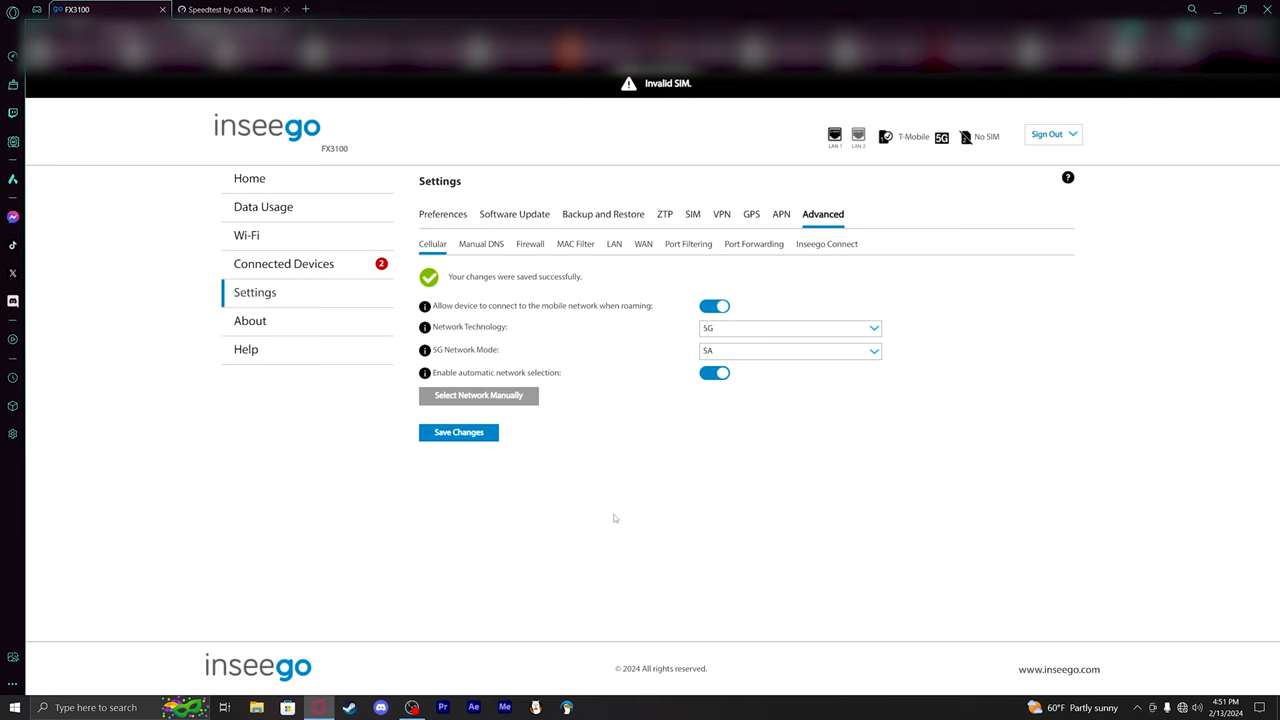 FX3100
Speedtest by Ookla - The G
Invalid SIM.
inseego
FX3100
LAN 1
LAN 2
T-Mobile
5G
No SIM
Sign Out
Home
Data Usage
Wi-Fi
Connected Devices
2
Settings
About
Help
Settings
?
Preferences
Software Update
Backup and Restore
ZTP
SIM
VPN
GPS
APN
Advanced
Cellular
Manual DNS
Firewall
MAC Filter
LAN
WAN
Port Filtering
Port Forwarding
Inseego Connect
Your changes were saved successfully.
Allow device to connect to the mobile network when roaming:
Network Technology:
5G
5G Network Mode:
SA
Enable automatic network selection:
Select Network Manually
Save Changes
inseego
© 2024 All rights reserved.
www.inseego.com
Type here to search
Pr
Ae
Me
60°F Partly sunny
4:51 PM
2/13/2024